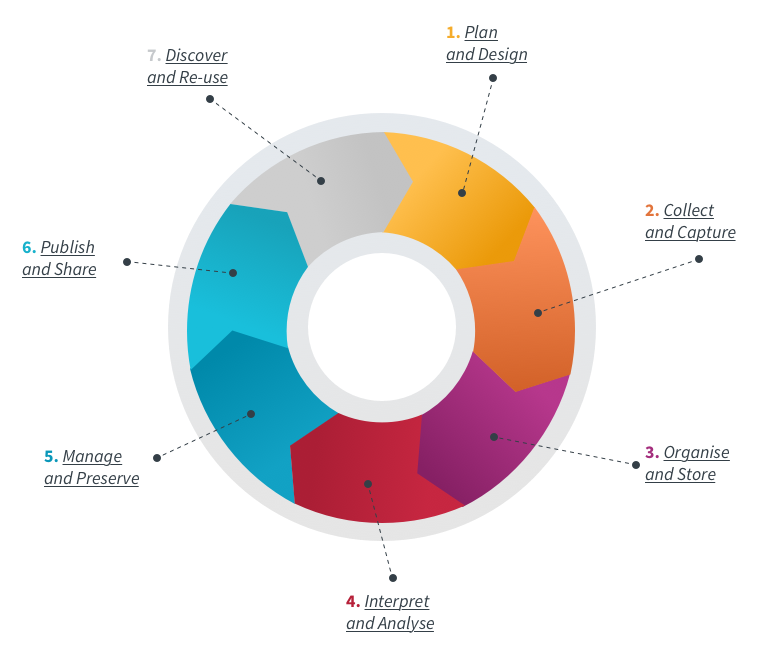 1. Plan
and Design
2. Collect
and Capture
3. Organise
and Store
4. Interpret
and Analyse
5. Manage
and Preserve
6. Publish
and Share
7. Discover
and Re-use